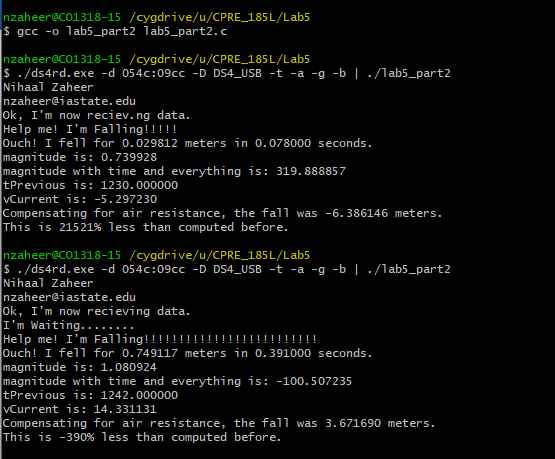 nzaheer@CO1318-15 /cygdrive/u/CPRE_185L/Lab5
$ gcc -o lab5_part2 lab5_part2.c
nzaheer@CO1318-15 /cygdrive/u/CPRE_185L/Lab5
$ ./ds4rd.exe -d 054c:09cc -D DS4_USB -t -a -g -b | ./lab5_part2
Nihaal Zaheer
nzaheer@iastate.edu
Ok, I'm now reciev.ng data.
Help me! I'm Falling!!!!!
Ouch! I fell for 0.029812 meters in 0.078000 seconds.
magnitude is: 0.739928
magnitude with time and everything is: 319.888857
tPrevious is: 1230.000000
vCurrent is: -5.297230
Compensating for air resistance, the fall was -6.386146 meters.
This is 21521% less than computed before.
nzaheer@CO1318-15 /cygdrive/u/CPRE_185L/Lab5
$ ./ds4rd.exe -d 054c:09cc -D DS4_USB -t -a -g -b | ./lab5_part2
Nihaal Zaheer
nzaheer@iastate.edu
Ok, I'm now recieving data.
I'm Waiting........
Help me! I'm Falling!!!!!!!!!!!!!!!!!!!!!!!!!
Ouch! I fell for 0.749117 meters in 0.391000 seconds.
magnitude is: 1.080924
magnitude with time and everything is: -100.507235
tPrevious is: 1242.000000
vCurrent is: 14.331131
Compensating for air resistance, the fall was 3.671690 meters.
This is -390% less than computed before.